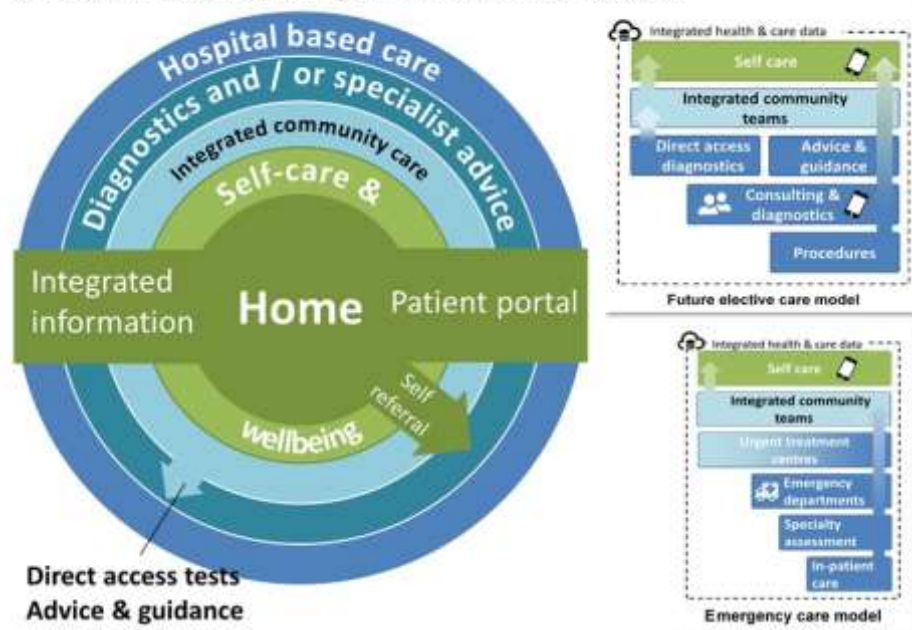 Hospital based care
Diagnostics and / or specialist advice
Integrated community care
Self-care &
wellbeing
Integrated
information
Home
Patient portal
Self
referral
Direct access tests
Advice & guidance
Integrated health & care data
Self care
Integrated community
teams
Direct access
diagnostics
Advice &
guidance
Consulting &
diagnostics
Procedures
Future elective care model
Integrated health & care data
Self care
Integrated community
teams
Urgent treatment
centres
Emergency
departments
Specialty
assessment
In-patient
care
Emergency care model